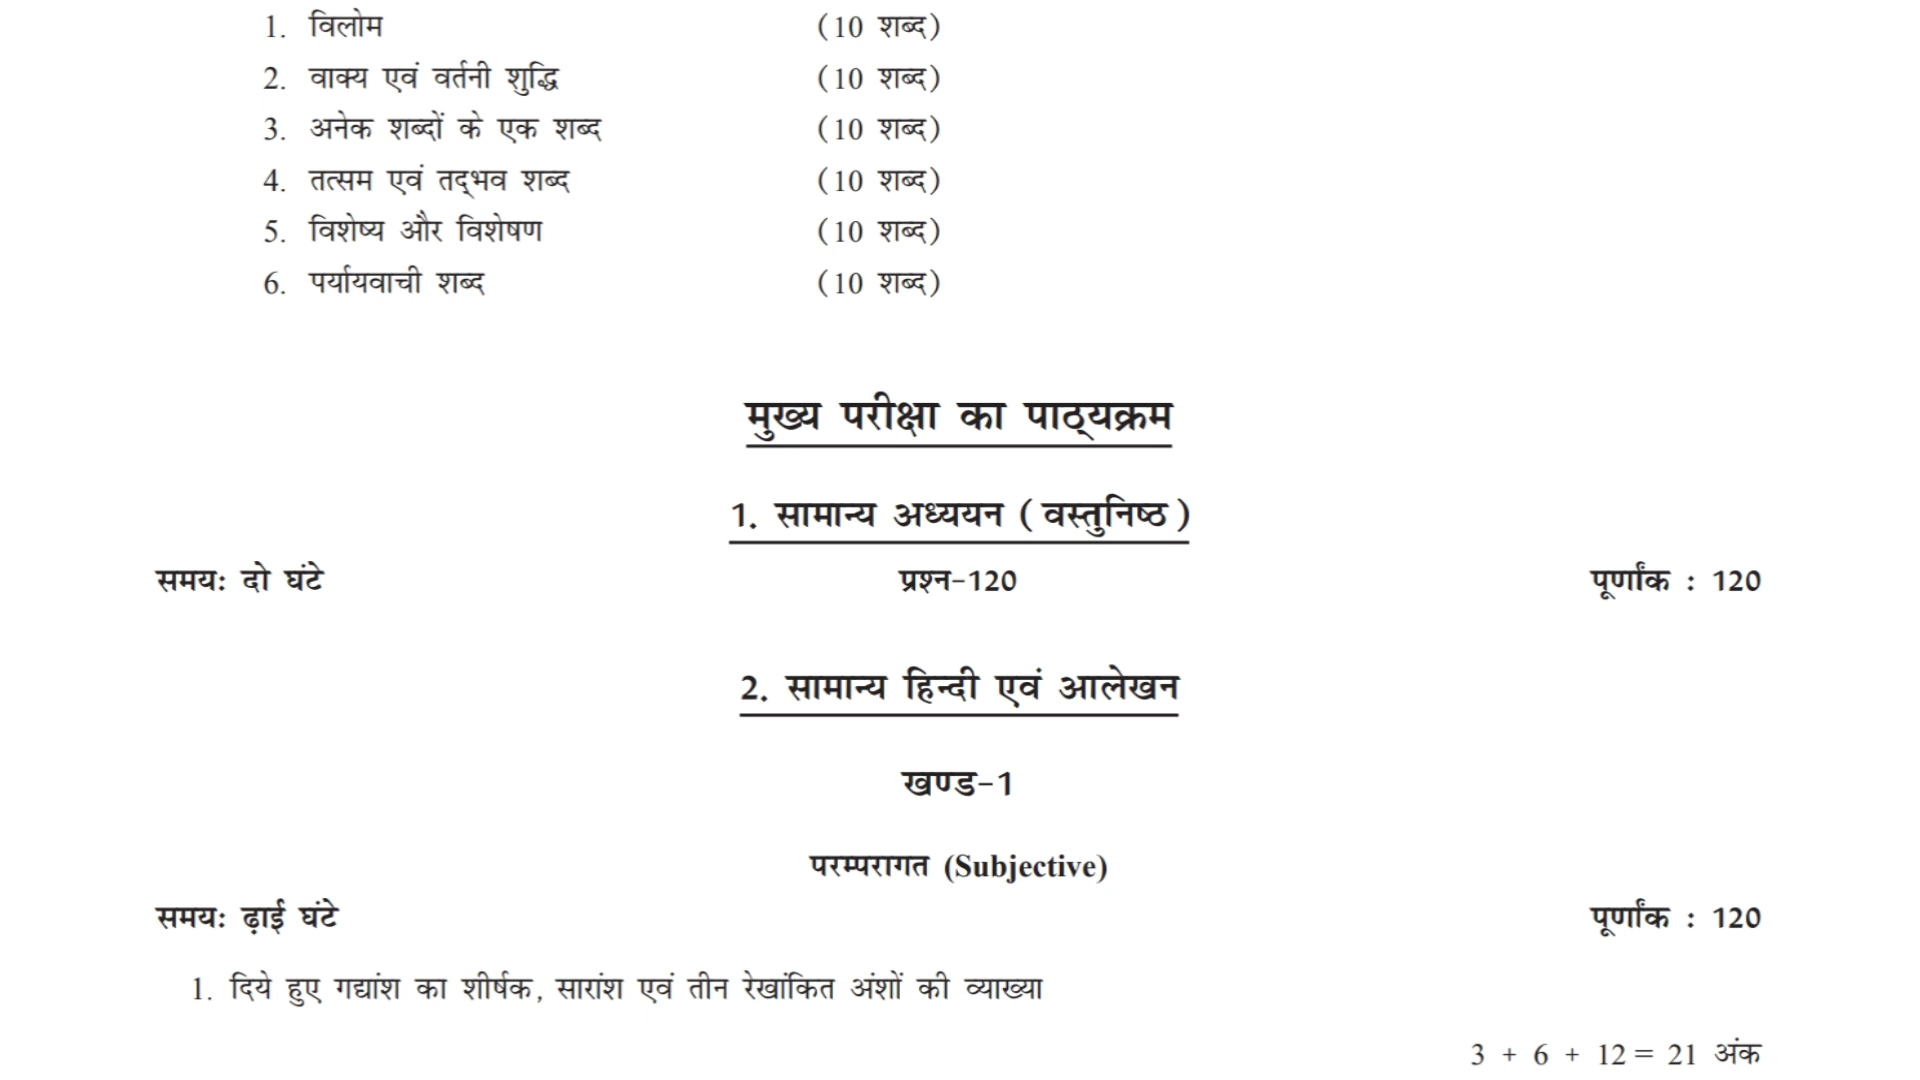 1. विलोम (10 शब्द)
2. वाक्य एवं वर्तनी शुद्धि (10 शब्द)
3. अनेक शब्दों के एक शब्द (10 शब्द)
4. तत्सम एवं तद्‌भव शब्द (10 शब्द)
5. विशेष्य और विशेषण (10 शब्द)
6. पर्यायवाची शब्द (10 शब्द)
मुख्य परीक्षा का पाठ्यक्रम
1. सामान्य अध्ययन (वस्तुनिष्ठ)
समयः दो घंटे प्रश्न-120 पूर्णांक : 120
2. सामान्य हिन्दी एवं आलेखन
खण्ड-1
परम्परागत (Subjective)
समयः ढ़ाई घंटे पूर्णांक : 120
1. दिये हुए गद्यांश का शीर्षक, सारांश एवं तीन रेखांकित अंशों की व्याख्या
3 + 6 + 12 = 21 अंक